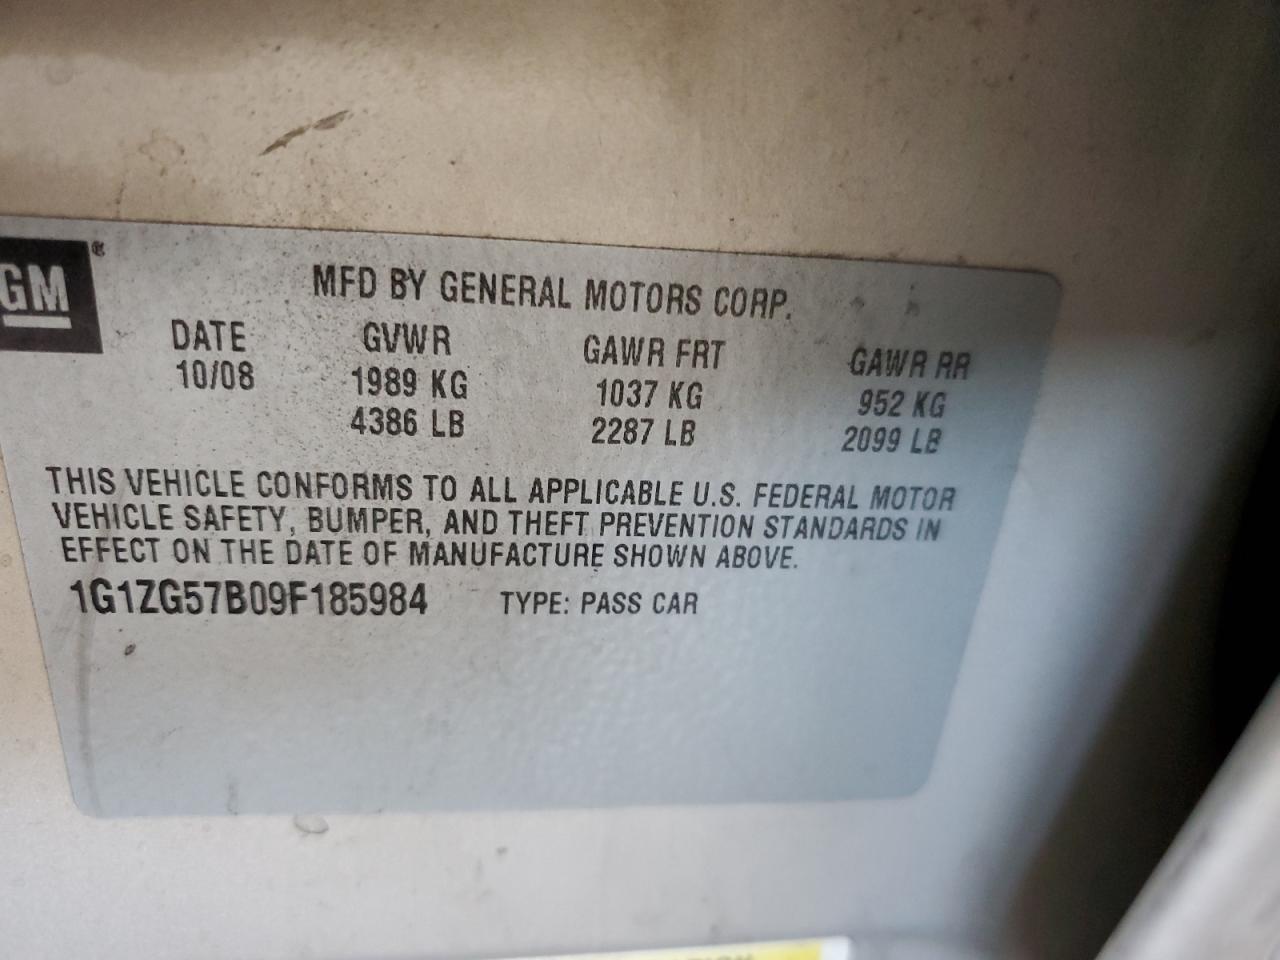 GM®
MFD BY GENERAL MOTORS CORP.
DATE GVWR GAWR FRT GAWR RR
10/08 1989 KG 1037 KG 952 KG
4386 LB 2287 LB 2099 LB
THIS VEHICLE CONFORMS TO ALL APPLICABLE U.S. FEDERAL MOTOR
VEHICLE SAFETY, BUMPER, AND THEFT PREVENTION STANDARDS IN
EFFECT ON THE DATE OF MANUFACTURE SHOWN ABOVE.
1G1ZG57B09F185984 TYPE: PASS CAR